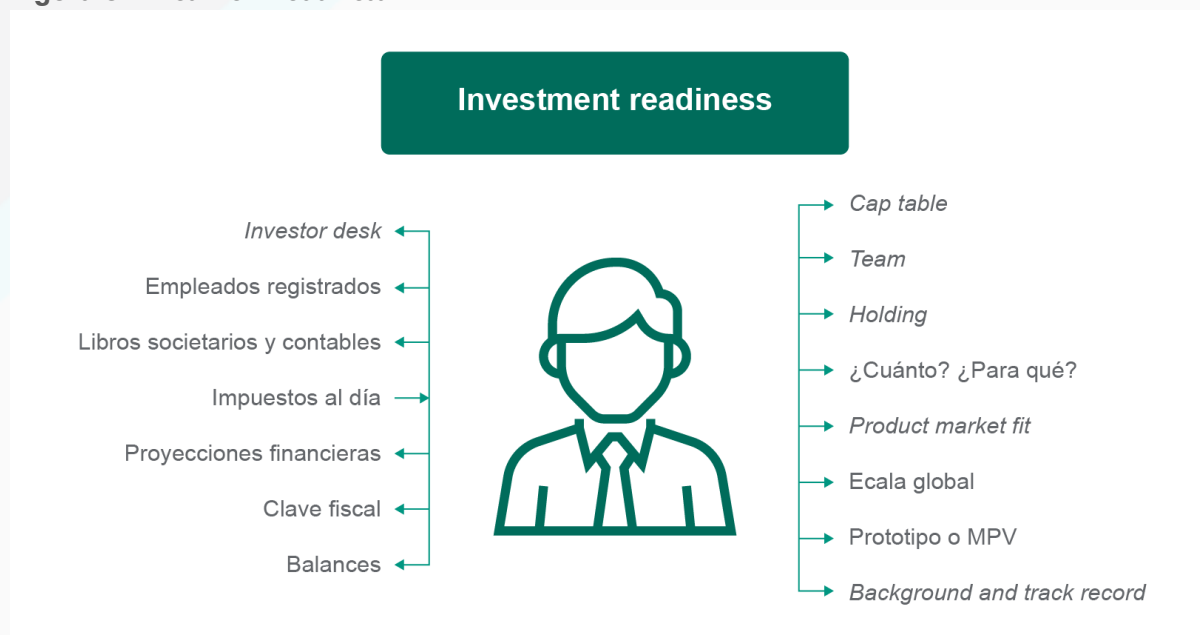 Investment readiness
Investor desk
Empleados registrados
Libros societarios y contables
Impuestos al día
Proyecciones financieras
Clave fiscal
Balances
Cap table
Team
Holding
¿Cuánto? ¿Para qué?
Product market fit
Ecala global
Prototipo o MPV
Background and track record